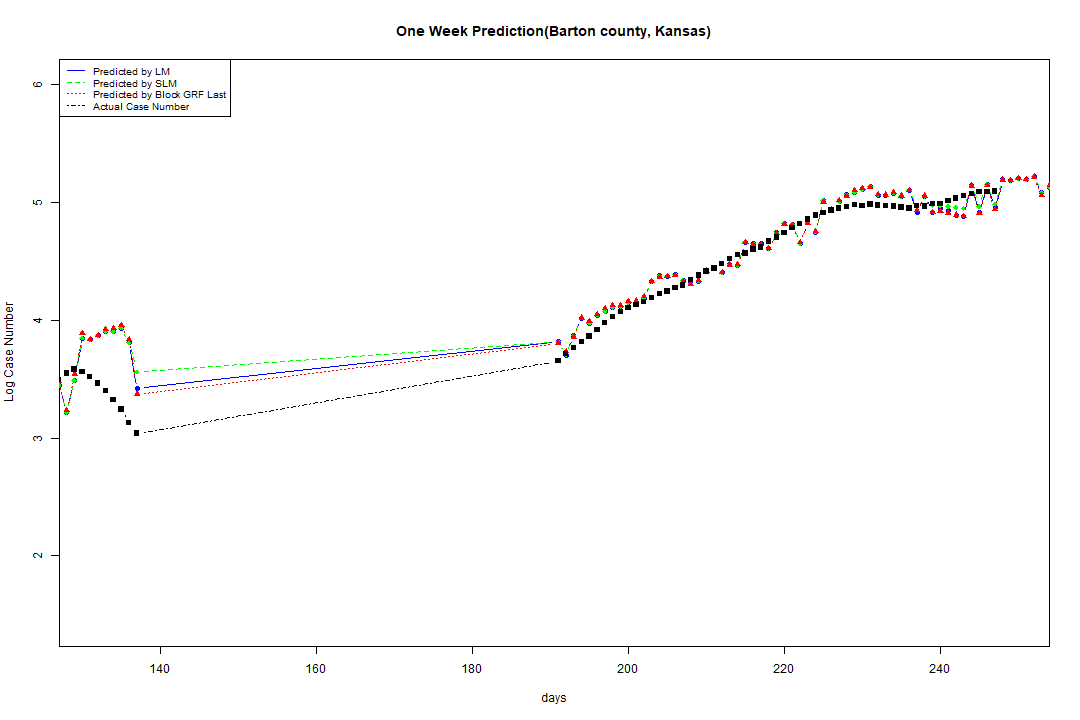 One Week Prediction(Barton county, Kansas)
Predicted by LM
Predicted by SLM
Predicted by Block GRF Last
Actual Case Number
6
5
4
3
2
Log Case Number
140 160 180 200 220 240
days